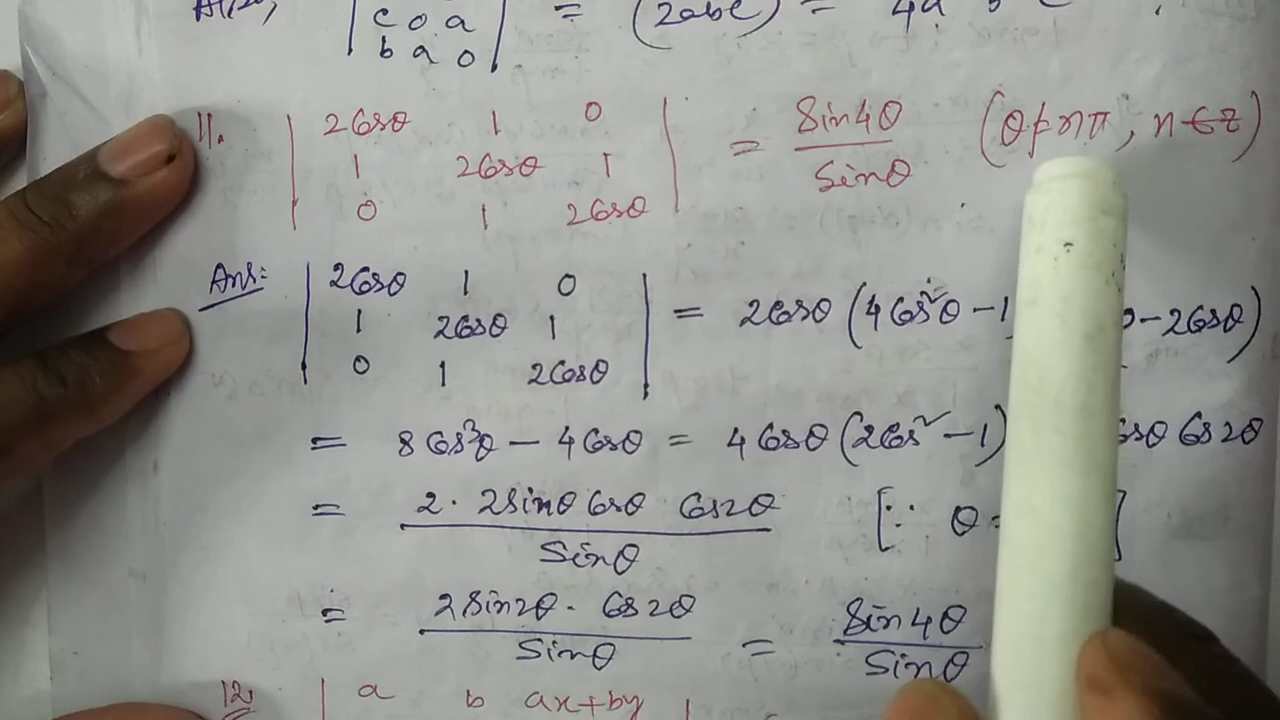 | c o a | = (2abc) = 4a
b a o
11. | 2Cosθ 1 0 |
| 1 2Cosθ 1 | = Sin4θ / Sinθ (θ≠nπ, n∈z)
| 0 1 2Cosθ |
Ans: | 2Cosθ 1 0 |
| 1 2Cosθ 1 | = 2Cosθ (4Cos²θ - 1 - 2Cosθ)
| 0 1 2Cosθ |
= 8Cos³θ - 4Cosθ = 4Cosθ (2Cos² - 1) osθ Cos2θ
= 2. 2Sinθ Cosθ Cos2θ / Sinθ [∵ θ ]
= 2Sin2θ. Cos2θ / Sinθ = Sin4θ / Sinθ
12. | a b ax+by |